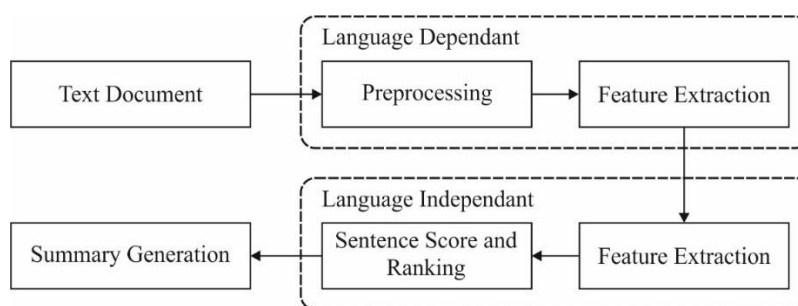 Language Dependant
Text Document
Preprocessing
Feature Extraction
Language Independant
Summary Generation
Sentence Score and
Ranking
Feature Extraction